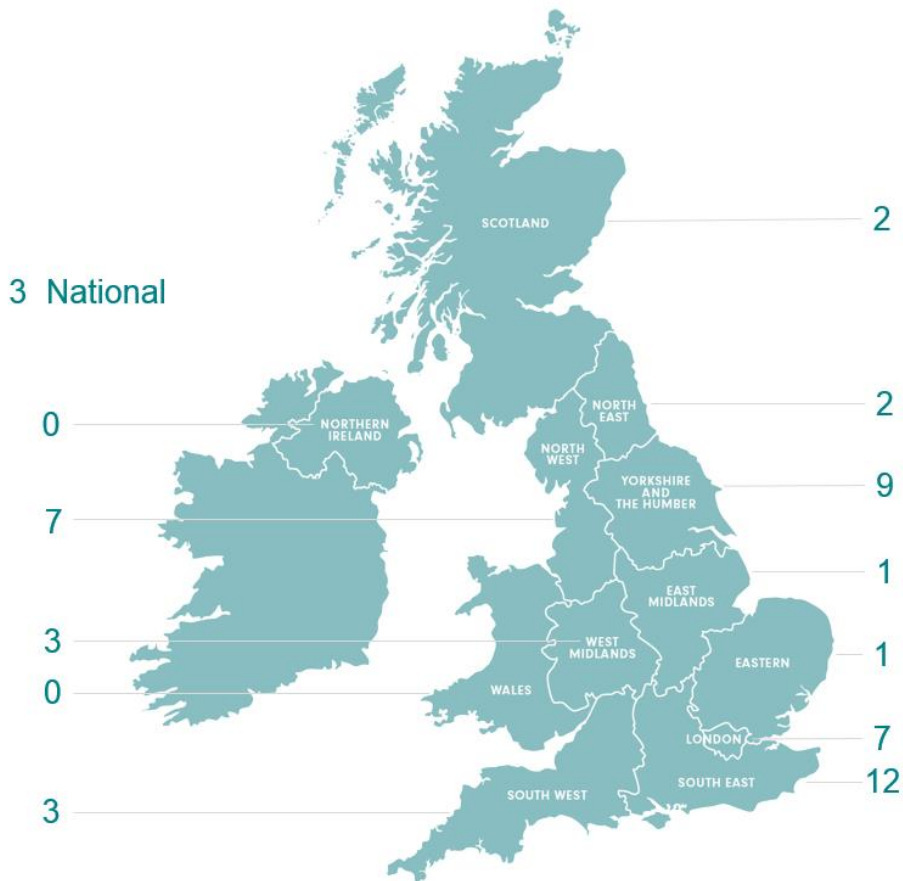 SCOTLAND
2
3 National
NORTH
EAST
2
0
NORTHERN
IRELAND
NORTH
WEST
YORKSHIRE
AND
THE HUMBER
9
7
1
EAST
MIDLANDS
3
WEST
MIDLANDS
EASTERN
1
0
WALES
LONDON
7
SOUTH EAST
12
SOUTH WEST
3